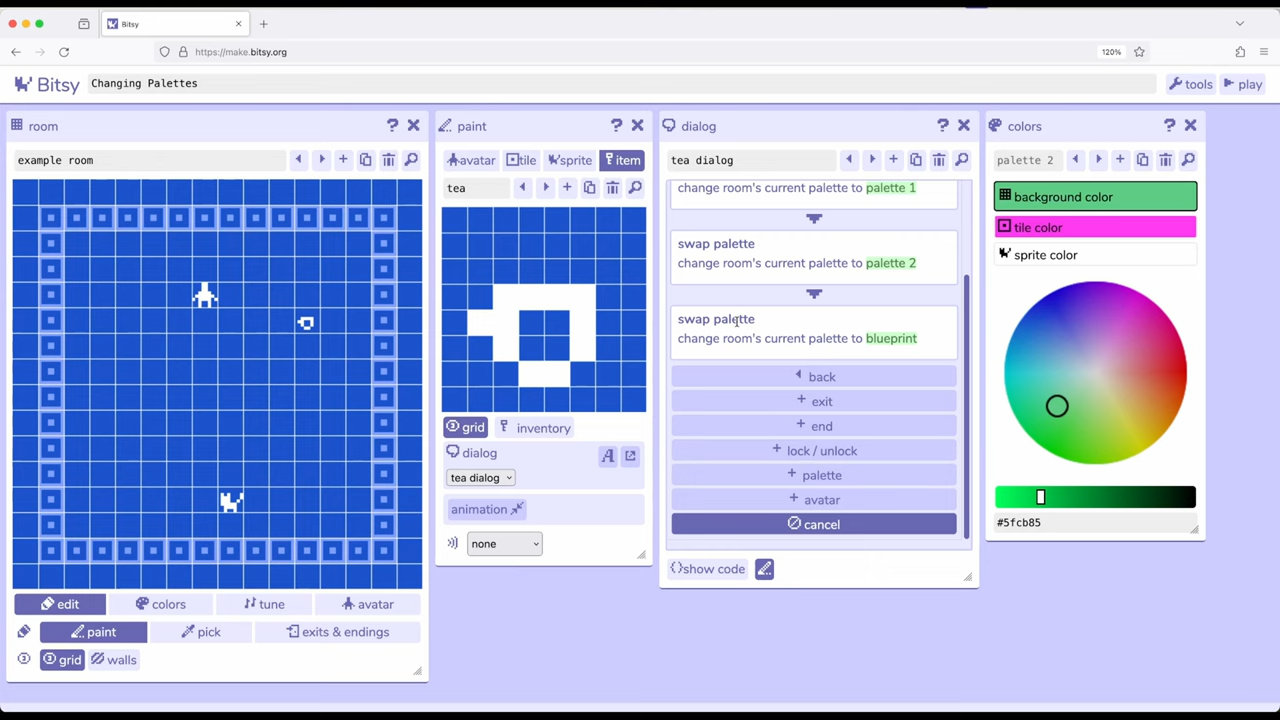 Bitsy
https://make.bitsy.org
120%
Bitsy
Changing Palettes
tools
play
room
?
example room
edit
colors
tune
avatar
paint
pick
exits & endings
grid
walls
paint
?
avatar
tile
sprite
item
tea
grid
inventory
dialog
tea dialog
animation
none
dialog
?
tea dialog
change room's current palette to palette 1
swap palette
change room's current palette to palette 2
swap palette
change room's current palette to blueprint
back
+ exit
+ end
+ lock / unlock
+ palette
+ avatar
cancel
{}show code
colors
?
palette 2
background color
tile color
sprite color
#5fcb85